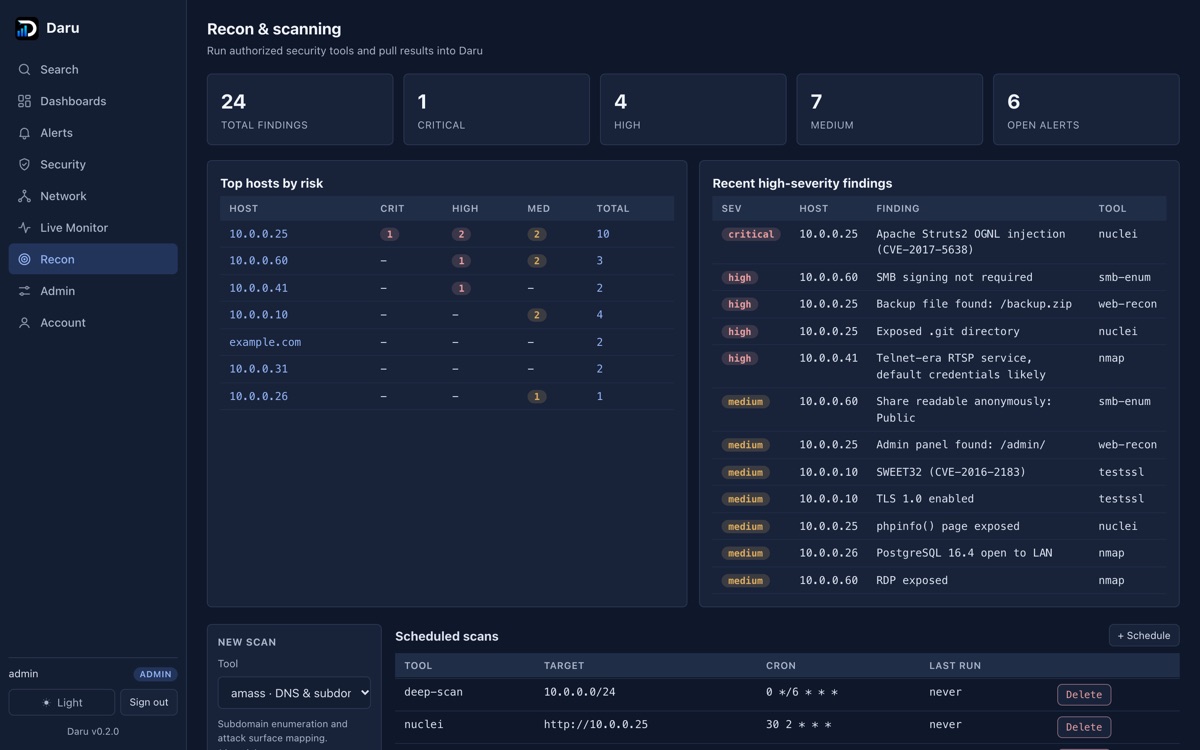 Daru
Search
Dashboards
Alerts
Security
Network
Live Monitor
Recon
Admin
Account
admin
ADMIN
Light
Sign out
Daru v0.2.0
Recon & scanning
Run authorized security tools and pull results into Daru
24
TOTAL FINDINGS
1
CRITICAL
4
HIGH
7
MEDIUM
6
OPEN ALERTS
Top hosts by risk
HOST CRIT HIGH MED TOTAL
10.0.0.25 1 2 2 10
10.0.0.60 – 1 2 3
10.0.0.41 – 1 – 2
10.0.0.10 – – 2 4
example.com – – – 2
10.0.0.31 – – – 2
10.0.0.26 – – 1 1
Recent high-severity findings
SEV HOST FINDING TOOL
critical 10.0.0.25 Apache Struts2 OGNL injection nuclei
(CVE-2017-5638)
high 10.0.0.60 SMB signing not required smb-enum
high 10.0.0.25 Backup file found: /backup.zip web-recon
high 10.0.0.25 Exposed .git directory nuclei
high 10.0.0.41 Telnet-era RTSP service, nmap
default credentials likely
medium 10.0.0.60 Share readable anonymously: smb-enum
Public
medium 10.0.0.25 Admin panel found: /admin/ web-recon
medium 10.0.0.10 SWEET32 (CVE-2016-2183) testssl
medium 10.0.0.10 TLS 1.0 enabled testssl
medium 10.0.0.25 phpinfo() page exposed nuclei
medium 10.0.0.26 PostgreSQL 16.4 open to LAN nmap
medium 10.0.0.60 RDP exposed nmap
NEW SCAN
Tool
amass · DNS & subdor
Subdomain enumeration and
attack surface mapping.
Scheduled scans
+ Schedule
TOOL TARGET CRON LAST RUN
deep-scan 10.0.0.0/24 0 */6 * * * never Delete
nuclei http://10.0.0.25 30 2 * * * never Delete